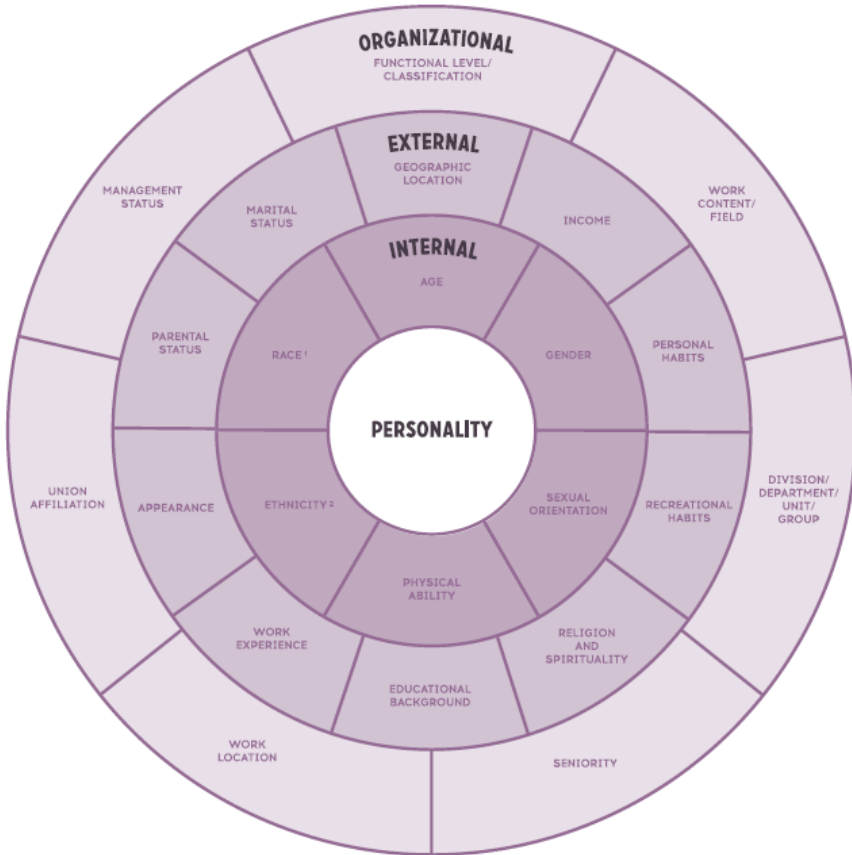 ORGANIZATIONAL
FUNCTIONAL LEVEL/
CLASSIFICATION
WORK
CONTENT/
FIELD
DIVISION/
DEPARTMENT/
UNIT/
GROUP
SENIORITY
WORK
LOCATION
UNION
AFFILIATION
MANAGEMENT
STATUS
EXTERNAL
GEOGRAPHIC
LOCATION
INCOME
PERSONAL
HABITS
RECREATIONAL
HABITS
RELIGION
AND
SPIRITUALITY
EDUCATIONAL
BACKGROUND
WORK
EXPERIENCE
APPEARANCE
PARENTAL
STATUS
MARITAL
STATUS
INTERNAL
AGE
GENDER
SEXUAL
ORIENTATION
PHYSICAL
ABILITY
ETHNICITY ²
RACE ¹
PERSONALITY